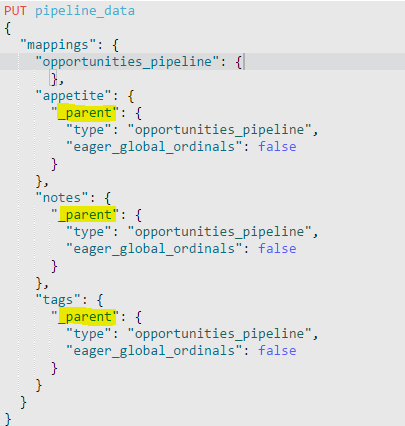 PUT pipeline_data
{
  "mappings": {
    "opportunities_pipeline": {
      },
    "appetite": {
      "_parent": {
        "type": "opportunities_pipeline",
        "eager_global_ordinals": false
      }
    },
    "notes": {
      "_parent": {
        "type": "opportunities_pipeline",
        "eager_global_ordinals": false
      }
    },
    "tags": {
      "_parent": {
        "type": "opportunities_pipeline",
        "eager_global_ordinals": false
      }
    }
  }
}